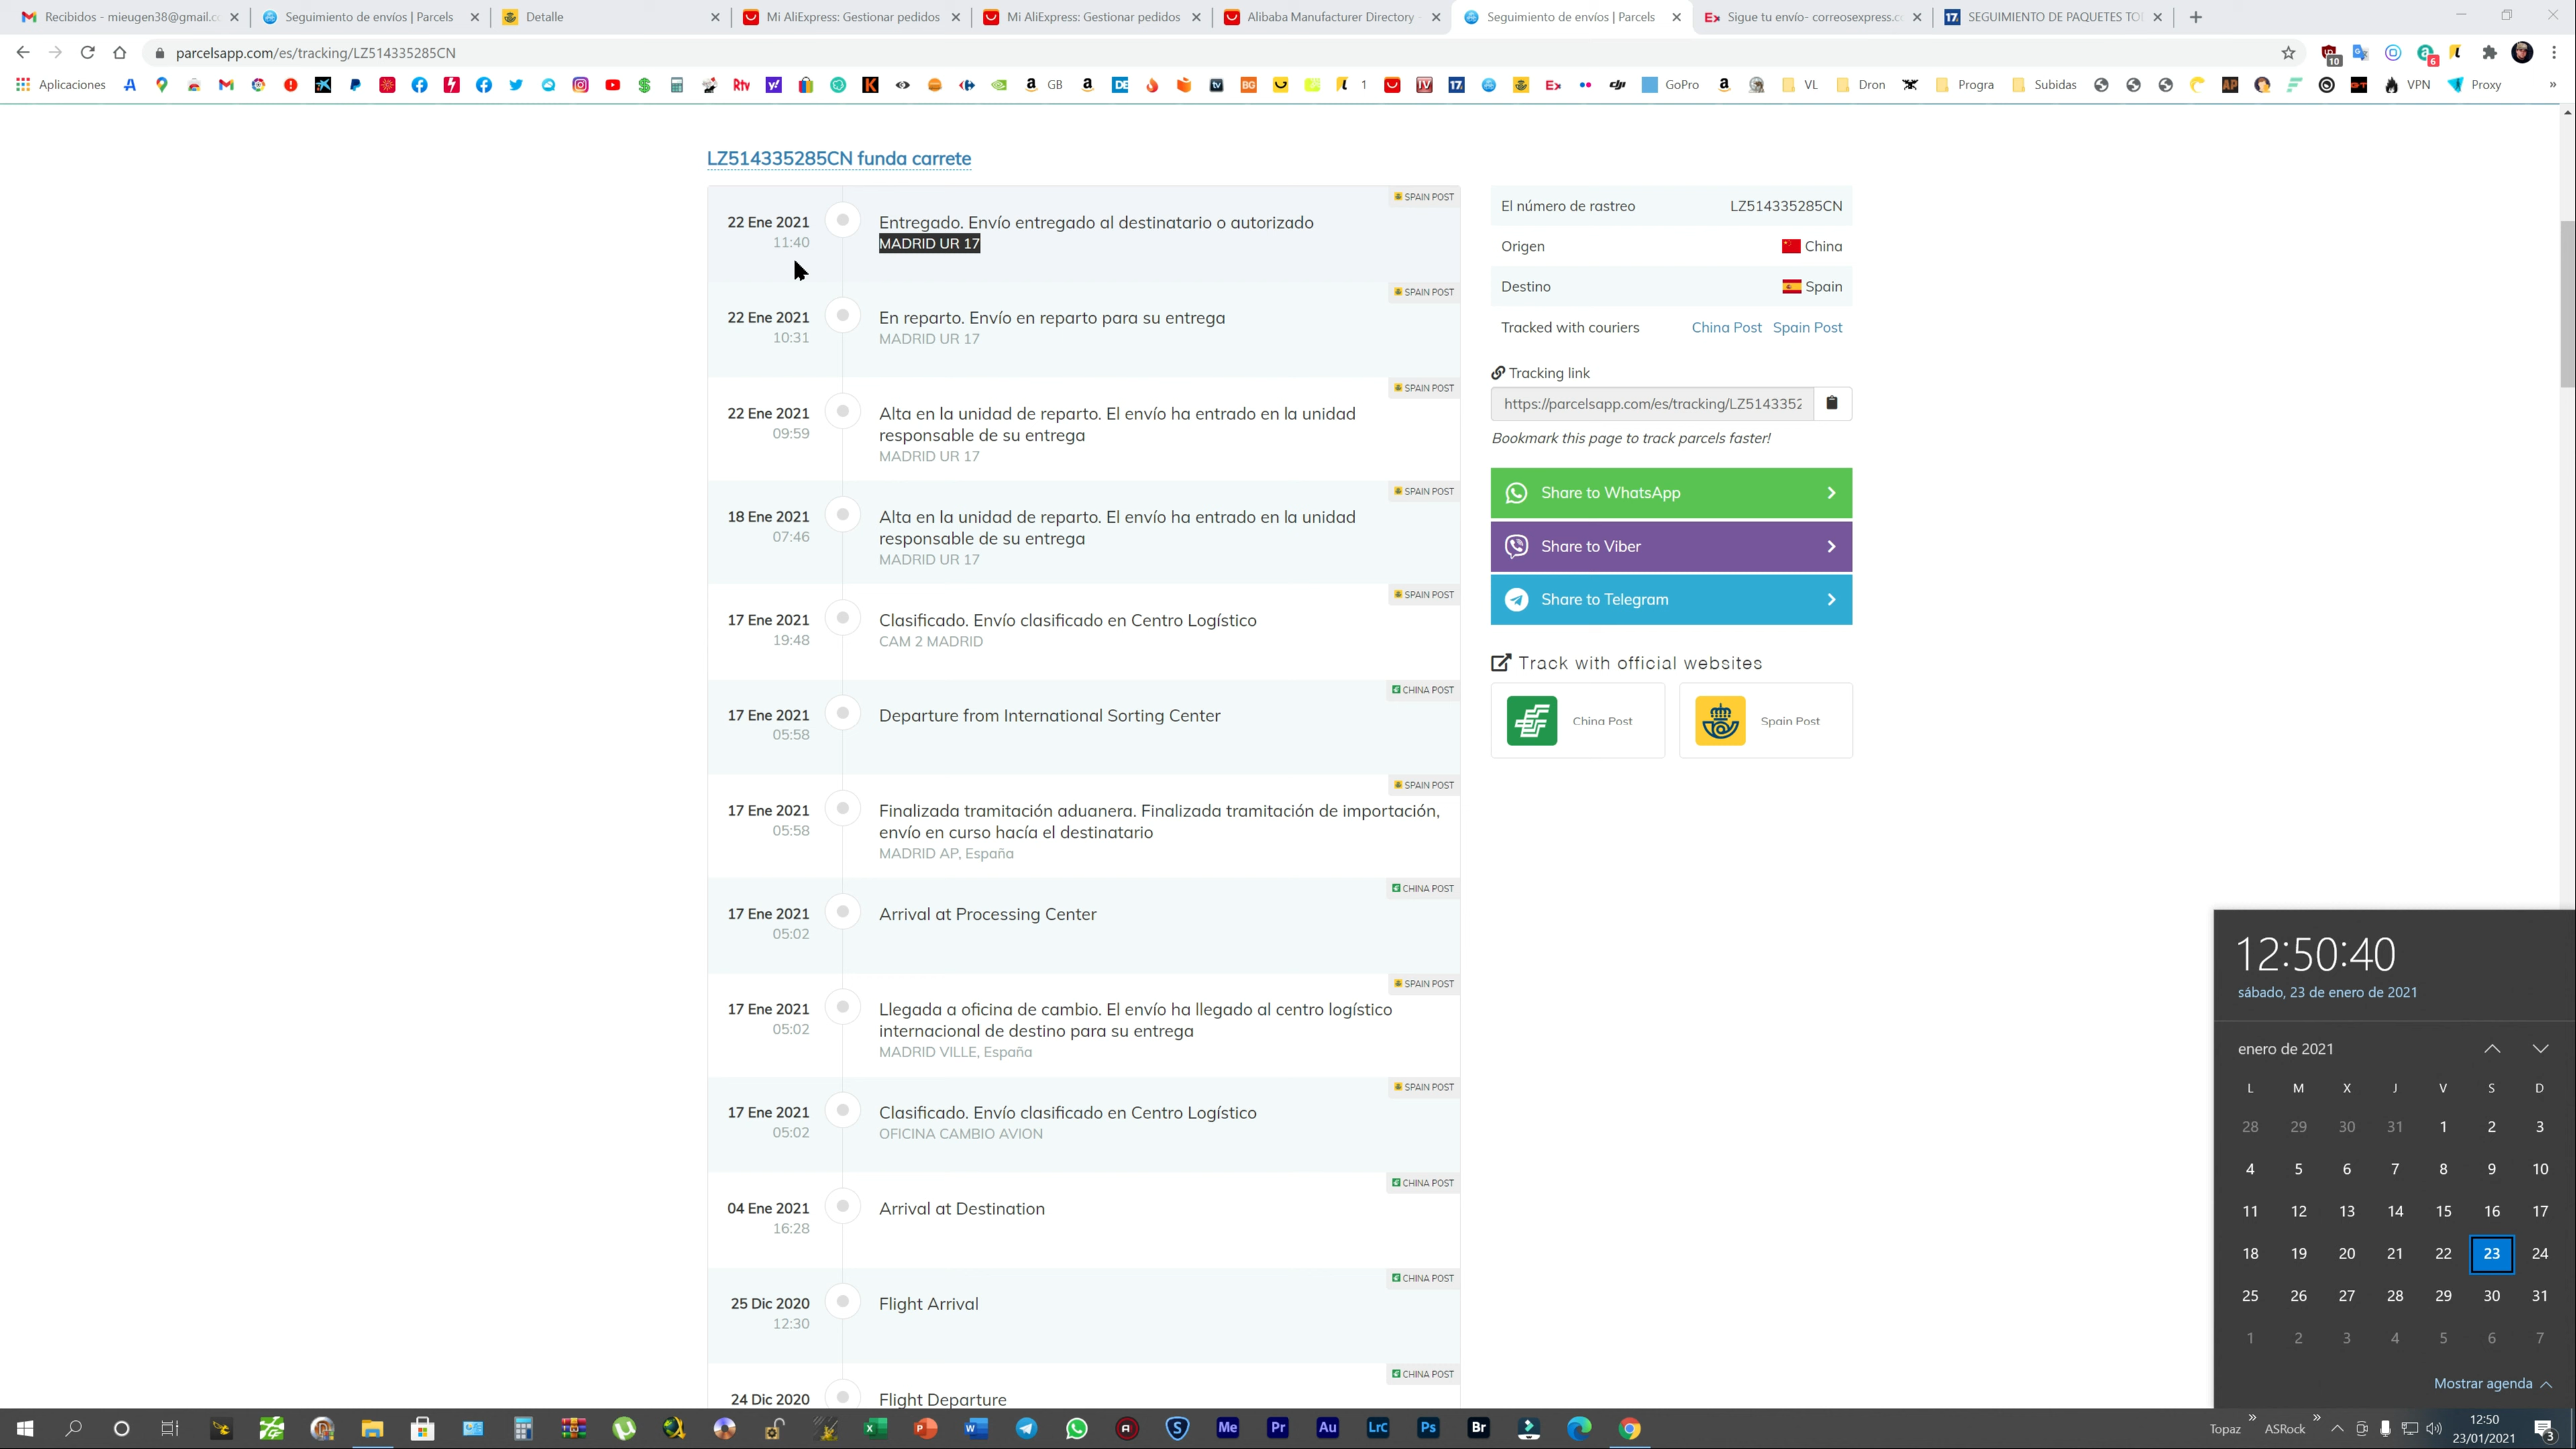 Recibidos - mieugen38@gmail.c
Seguimiento de envíos | Parcels
Detalle
Mi AliExpress: Gestionar pedidos
Mi AliExpress: Gestionar pedidos
Alibaba Manufacturer Directory
Seguimiento de envíos | Parcels
Sigue tu envío- correosexpress.c
SEGUIMIENTO DE PAQUETES TO
parcelsapp.com/es/tracking/LZ514335285CN
10
6
Aplicaciones
GB
1
GoPro
VL
Dron
Progra
Subidas
VPN
Proxy
LZ514335285CN funda carrete
SPAIN POST
22 Ene 2021
11:40
Entregado. Envío entregado al destinatario o autorizado
MADRID UR 17
SPAIN POST
22 Ene 2021
10:31
En reparto. Envío en reparto para su entrega
MADRID UR 17
SPAIN POST
22 Ene 2021
09:59
Alta en la unidad de reparto. El envío ha entrado en la unidad
responsable de su entrega
MADRID UR 17
SPAIN POST
18 Ene 2021
07:46
Alta en la unidad de reparto. El envío ha entrado en la unidad
responsable de su entrega
MADRID UR 17
SPAIN POST
17 Ene 2021
19:48
Clasificado. Envío clasificado en Centro Logístico
CAM 2 MADRID
CHINA POST
17 Ene 2021
05:58
Departure from International Sorting Center
SPAIN POST
17 Ene 2021
05:58
Finalizada tramitación aduanera. Finalizada tramitación de importación,
envío en curso hacía el destinatario
MADRID AP, España
CHINA POST
17 Ene 2021
05:02
Arrival at Processing Center
SPAIN POST
17 Ene 2021
05:02
Llegada a oficina de cambio. El envío ha llegado al centro logístico
internacional de destino para su entrega
MADRID VILLE, España
SPAIN POST
17 Ene 2021
05:02
Clasificado. Envío clasificado en Centro Logístico
OFICINA CAMBIO AVION
CHINA POST
04 Ene 2021
16:28
Arrival at Destination
CHINA POST
25 Dic 2020
12:30
Flight Arrival
CHINA POST
24 Dic 2020
Flight Departure
El número de rastreo LZ514335285CN
Origen China
Destino Spain
Tracked with couriers China Post Spain Post
Tracking link
https://parcelsapp.com/es/tracking/LZ5143352
Bookmark this page to track parcels faster!
Share to WhatsApp
Share to Viber
Share to Telegram
Track with official websites
China Post
Spain Post
12:50:40
sábado, 23 de enero de 2021
enero de 2021
L M X J V S D
28 29 30 31 1 2 3
4 5 6 7 8 9 10
11 12 13 14 15 16 17
18 19 20 21 22 23 24
25 26 27 28 29 30 31
1 2 3 4 5 6 7
Mostrar agenda
Me
Pr
Au
LrC
Ps
Br
Topaz
ASRock
12:50
23/01/2021
3